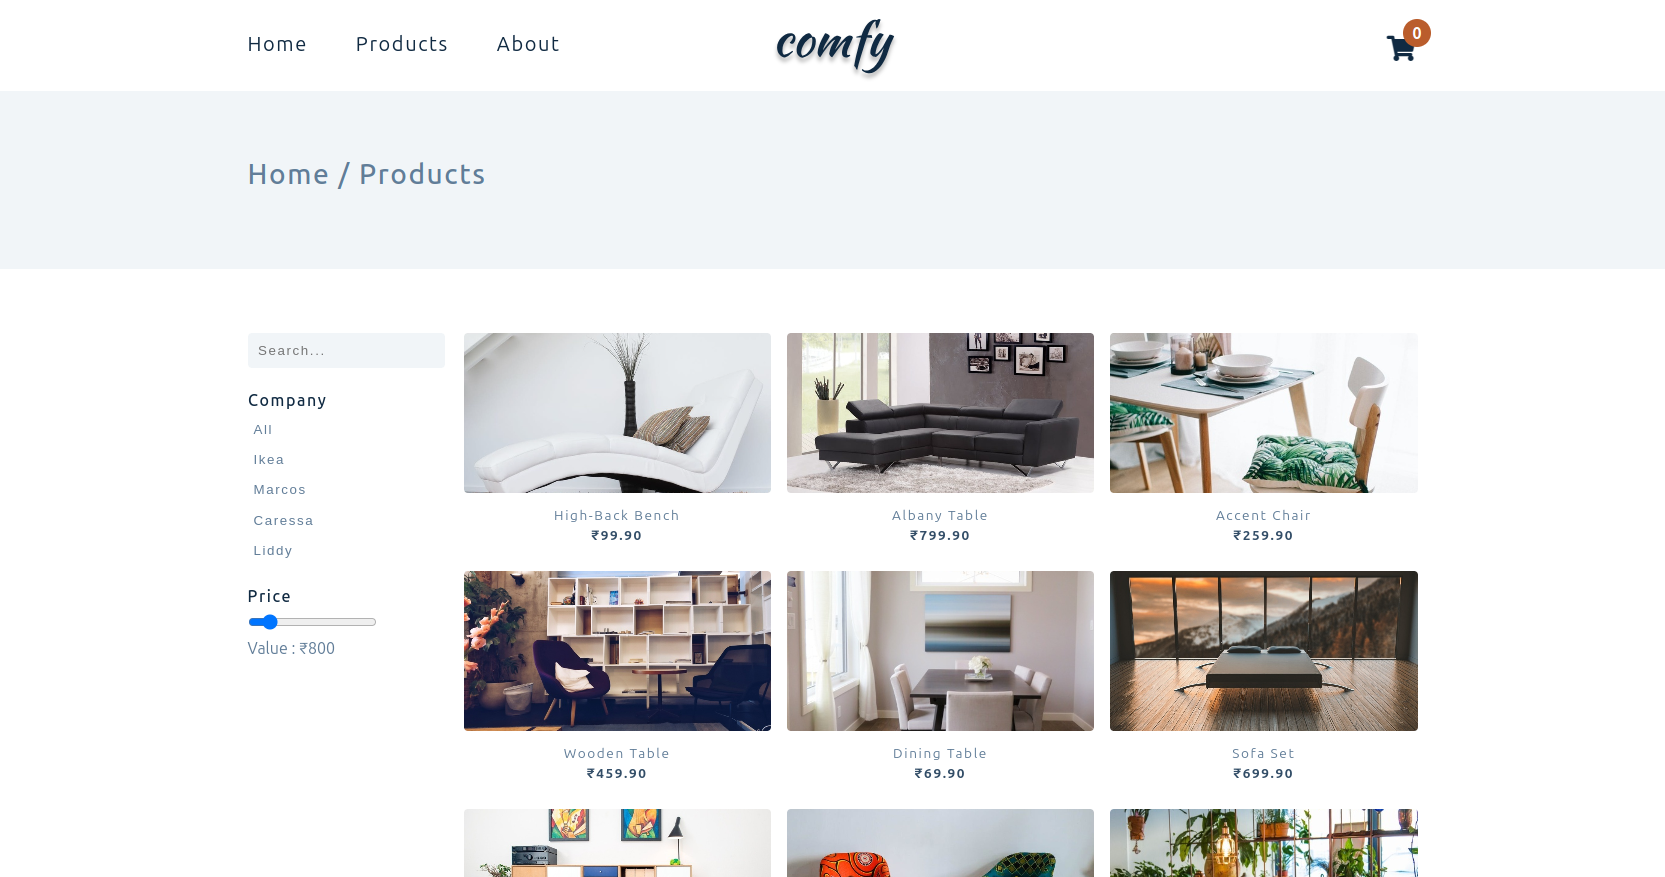 Home Products About comfy 0
Home / Products
Search...
Company
All
Ikea
Marcos
Caressa
Liddy
Price
Value : ₹800
High-Back Bench
₹99.90
Albany Table
₹799.90
Accent Chair
₹259.90
Wooden Table
₹459.90
Dining Table
₹69.90
Sofa Set
₹699.90